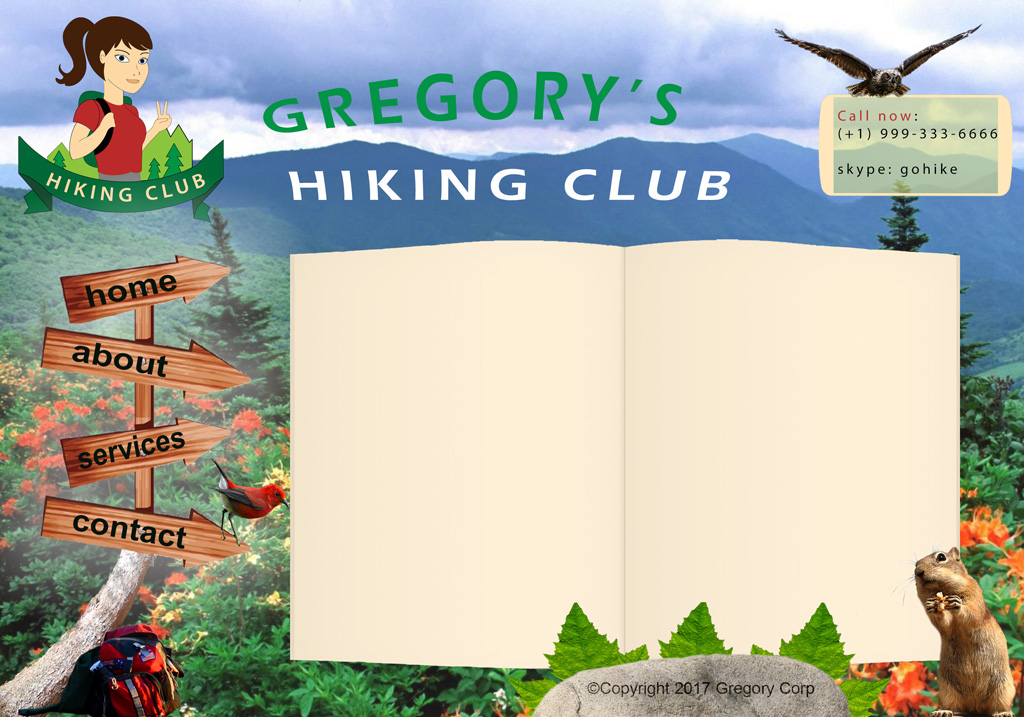 GREGORY'S
HIKING CLUB
HIKING CLUB
Call now:
(+1) 999-333-6666
skype: gohike
home
about
services
contact
©Copyright 2017 Gregory Corp